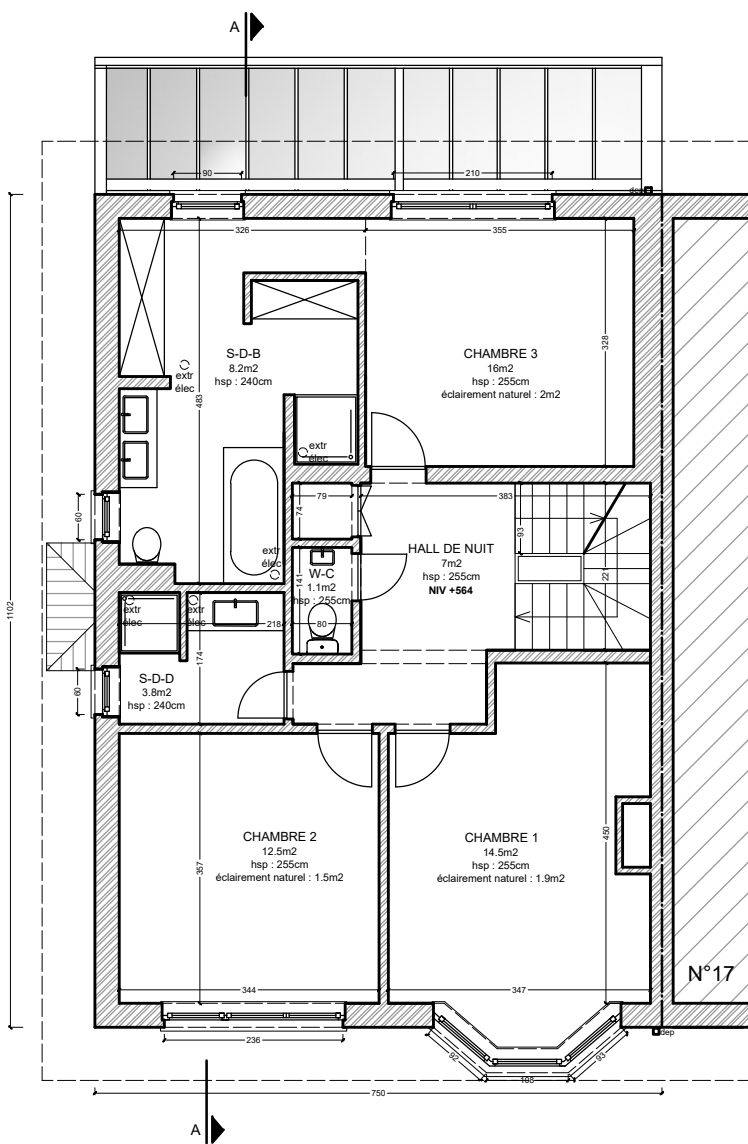 A
90
210
dep
326
355
S-D-B
8.2m2
hsp : 240cm
CHAMBRE 3
16m2
hsp : 255cm
éclairement naturel : 2m2
328
extr
élec
483
extr
élec
79
383
74
93
60
HALL DE NUIT
7m2
hsp : 255cm
NIV +564
221
extr
élec
W-C
1.1m2
hsp : 255cm
141
80
1102
extr
élec
extr
élec
218
174
S-D-D
3.8m2
hsp : 240cm
60
CHAMBRE 2
12.5m2
hsp : 255cm
éclairement naturel : 1.5m2
357
CHAMBRE 1
14.5m2
hsp : 255cm
éclairement naturel : 1.9m2
450
N°17
344
347
236
92
93
dep
750
A